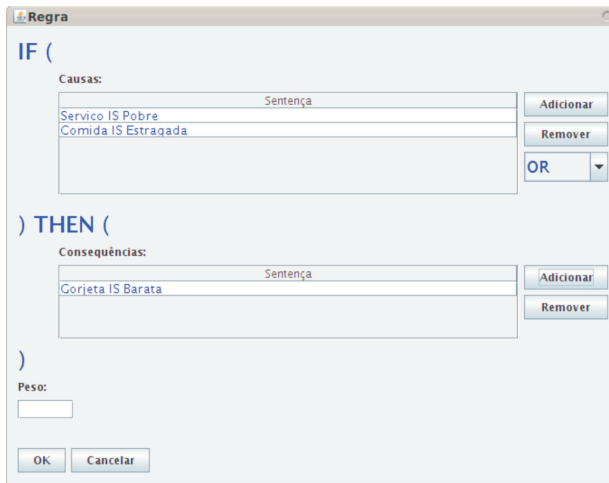 Regra
IF (
Causas:
Sentença
Servico IS Pobre
Comida IS Estragada
Adicionar
Remover
OR
) THEN (
Consequências:
Sentença
Gorjeta IS Barata
Adicionar
Remover
)
Peso:
OK Cancelar